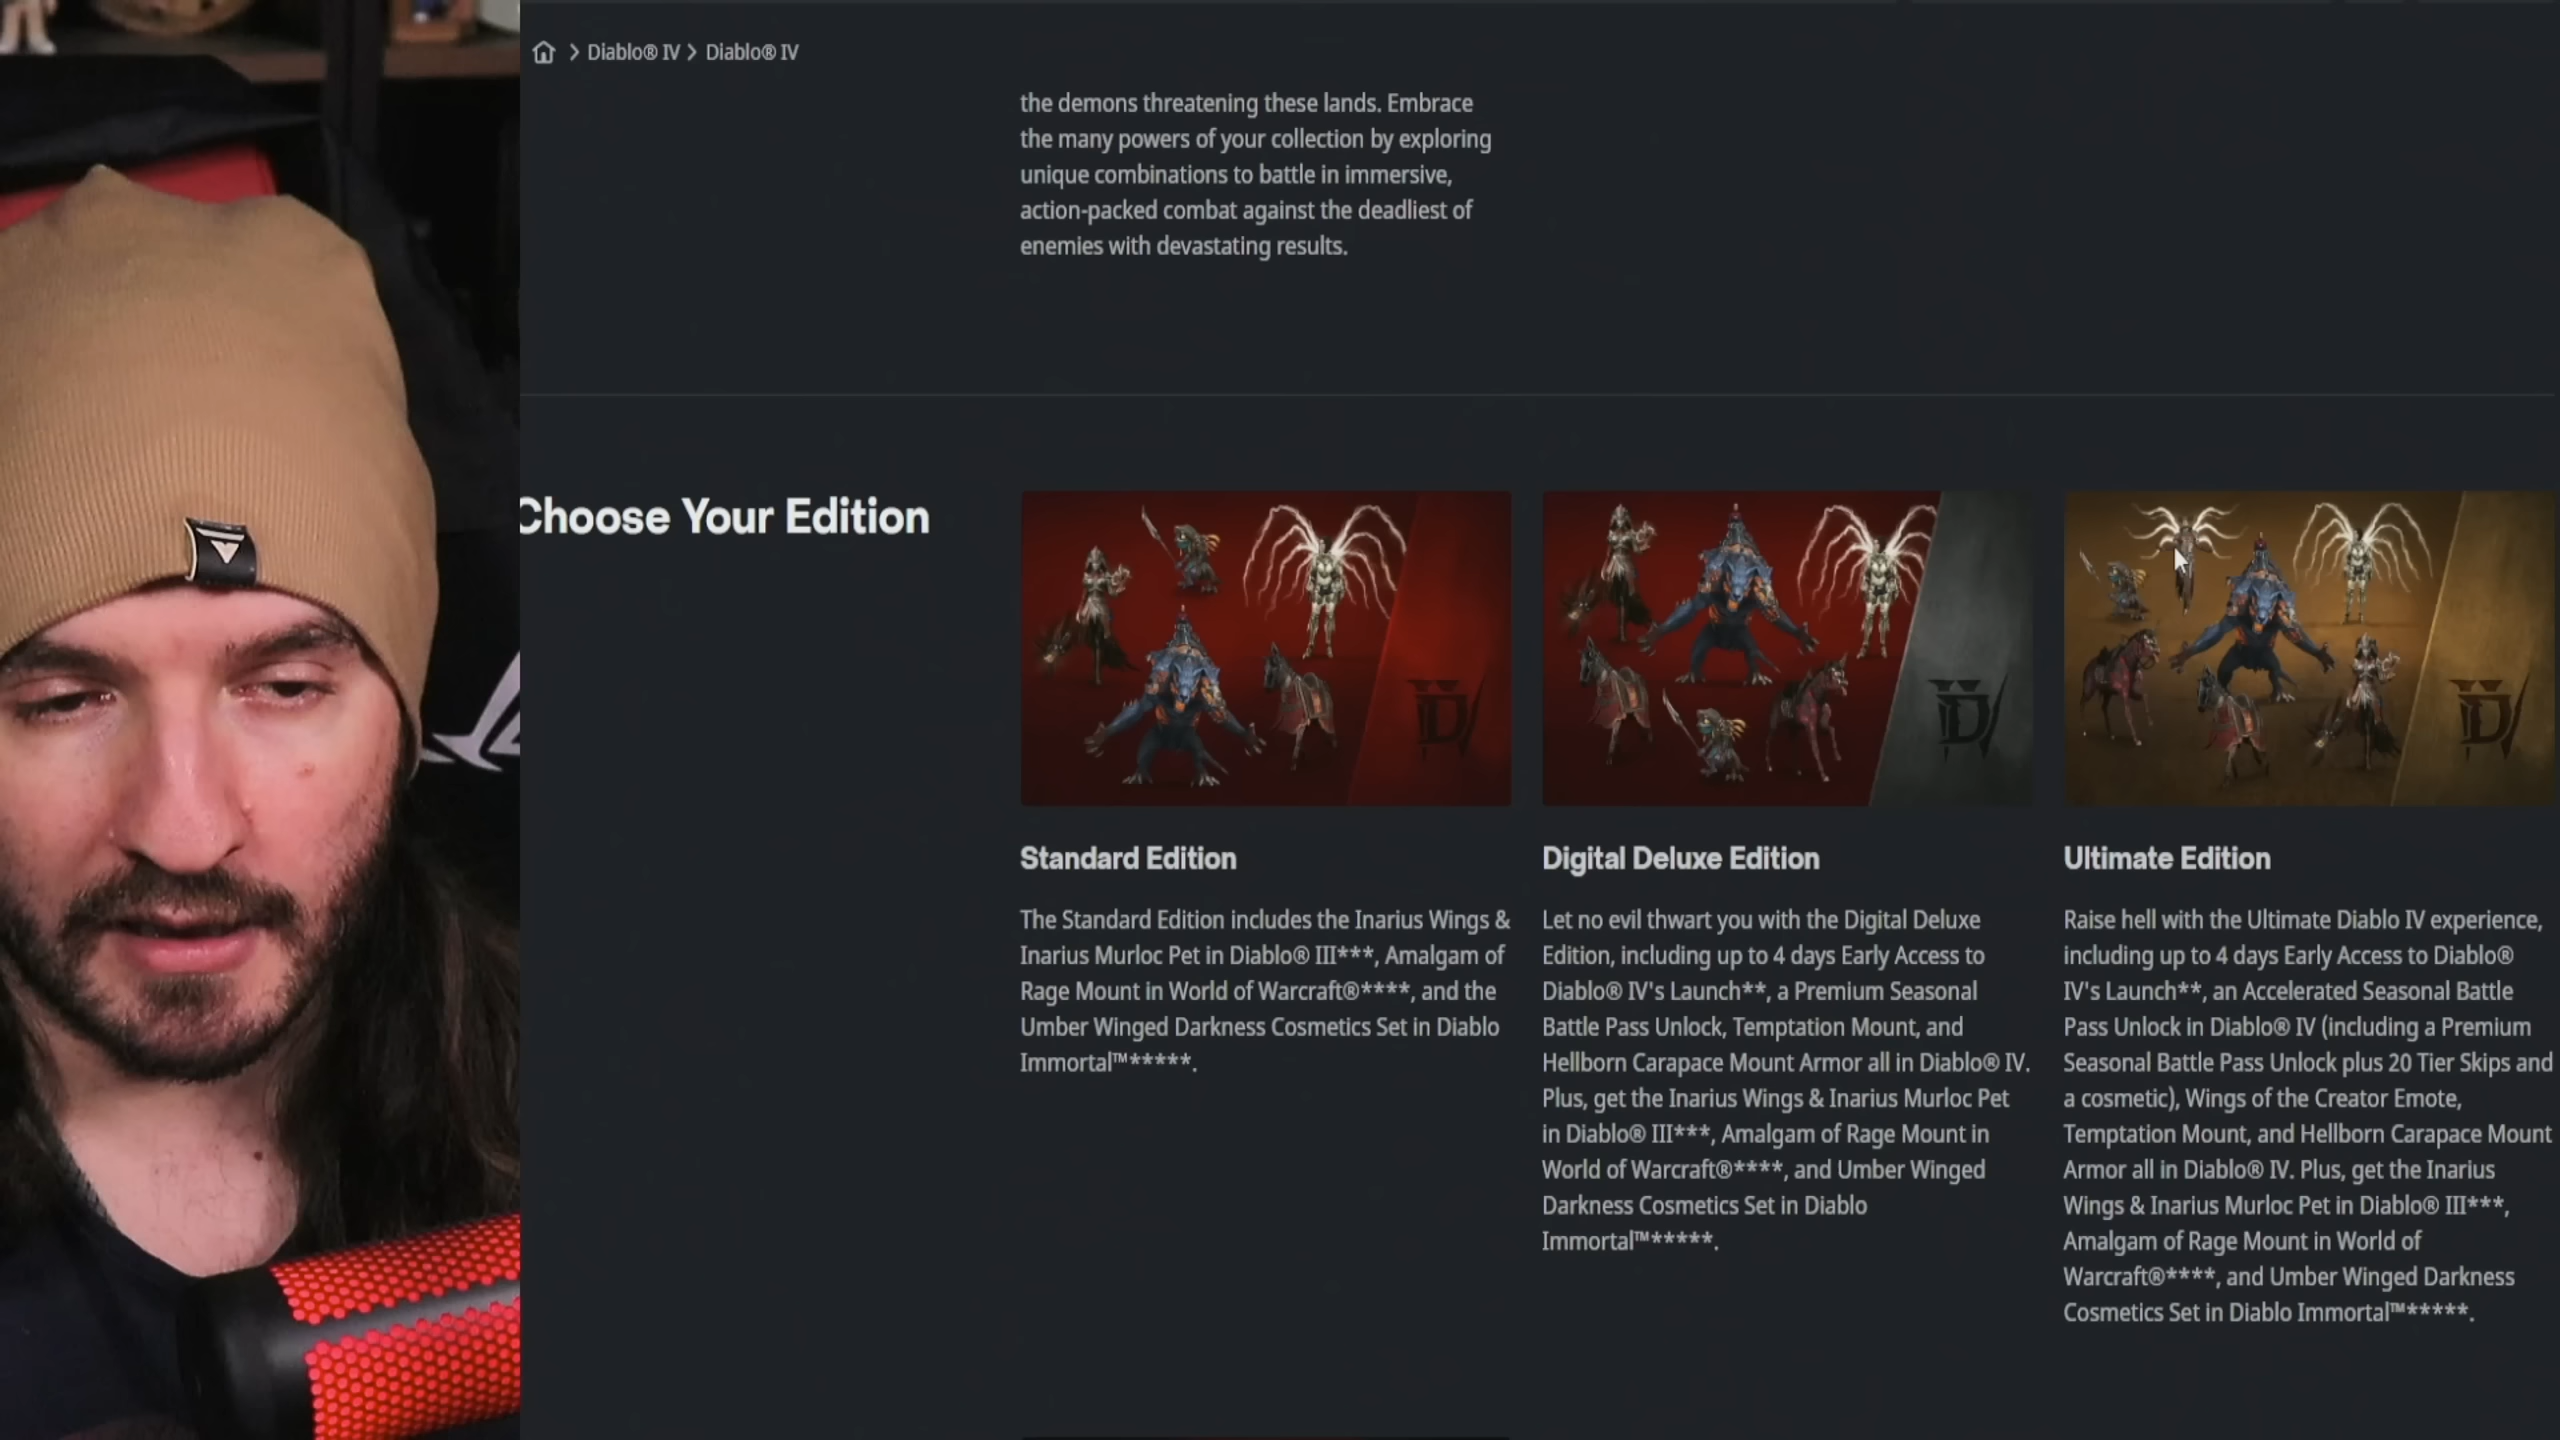 Diablo® IV > Diablo® IV
the demons threatening these lands. Embrace
the many powers of your collection by exploring
unique combinations to battle in immersive,
action-packed combat against the deadliest of
enemies with devastating results.
Choose Your Edition
Standard Edition
The Standard Edition includes the Inarius Wings &
Inarius Murloc Pet in Diablo® III***, Amalgam of
Rage Mount in World of Warcraft®****, and the
Umber Winged Darkness Cosmetics Set in Diablo
Immortal™*****.
Digital Deluxe Edition
Let no evil thwart you with the Digital Deluxe
Edition, including up to 4 days Early Access to
Diablo® IV's Launch**, a Premium Seasonal
Battle Pass Unlock, Temptation Mount, and
Hellborn Carapace Mount Armor all in Diablo® IV.
Plus, get the Inarius Wings & Inarius Murloc Pet
in Diablo® III***, Amalgam of Rage Mount in
World of Warcraft®****, and Umber Winged
Darkness Cosmetics Set in Diablo
Immortal™*****.
Ultimate Edition
Raise hell with the Ultimate Diablo IV experience,
including up to 4 days Early Access to Diablo®
IV's Launch**, an Accelerated Seasonal Battle
Pass Unlock in Diablo® IV (including a Premium
Seasonal Battle Pass Unlock plus 20 Tier Skips and
a cosmetic), Wings of the Creator Emote,
Temptation Mount, and Hellborn Carapace Mount
Armor all in Diablo® IV. Plus, get the Inarius
Wings & Inarius Murloc Pet in Diablo® III***,
Amalgam of Rage Mount in World of
Warcraft®****, and Umber Winged Darkness
Cosmetics Set in Diablo Immortal™*****.